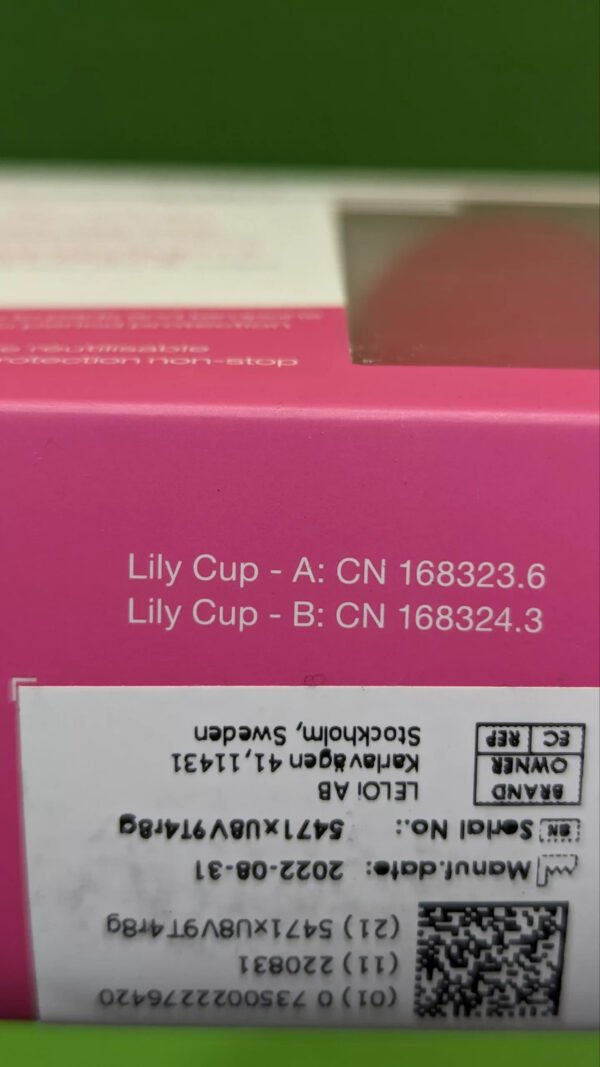 period protection
réutilisable
non-stop
Lily Cup - A: CN 168323.6
Lily Cup - B: CN 168324.3
(01) 0 7350022276420
(11) 220831
(21) 5471xU8V9T4r8g
Manuf.date: 2022-08-31
SN Serial No.: 5471xU8V9T4r8g
BRAND
OWNER
EC REP
LELOi AB
Karlavägen 41,11431
Stockholm, Sweden